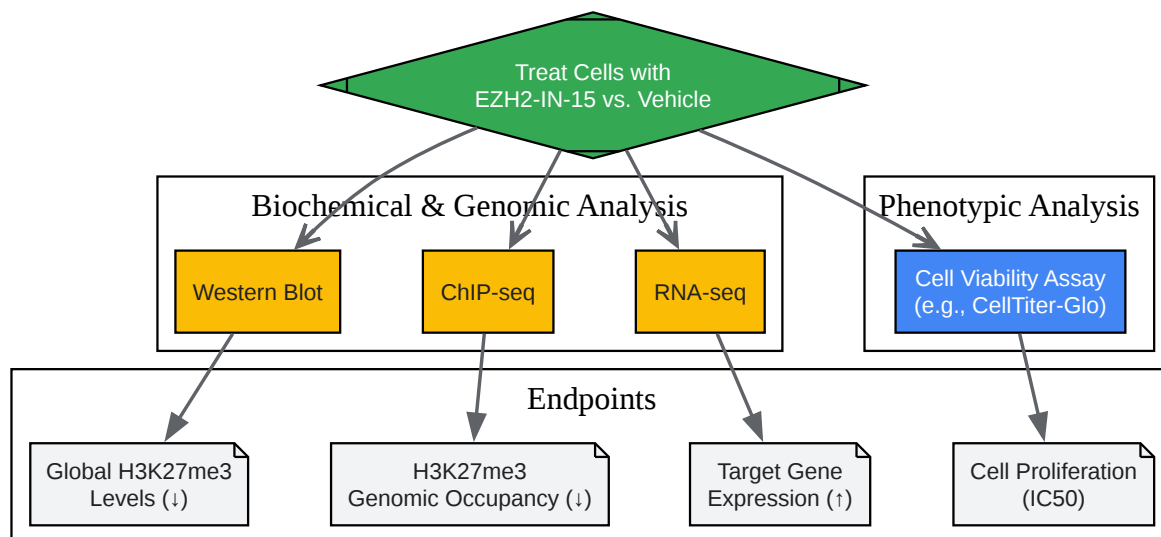 Treat Cells with
EZH2-IN-15 vs. Vehicle
Biochemical & Genomic Analysis
Phenotypic Analysis
Western Blot
ChIP-seq
RNA-seq
Cell Viability Assay
(e.g., CellTiter-Glo)
Endpoints
Global H3K27me3
Levels (↓)
H3K27me3
Genomic Occupancy (↓)
Target Gene
Expression (↑)
Cell Proliferation
(IC50)